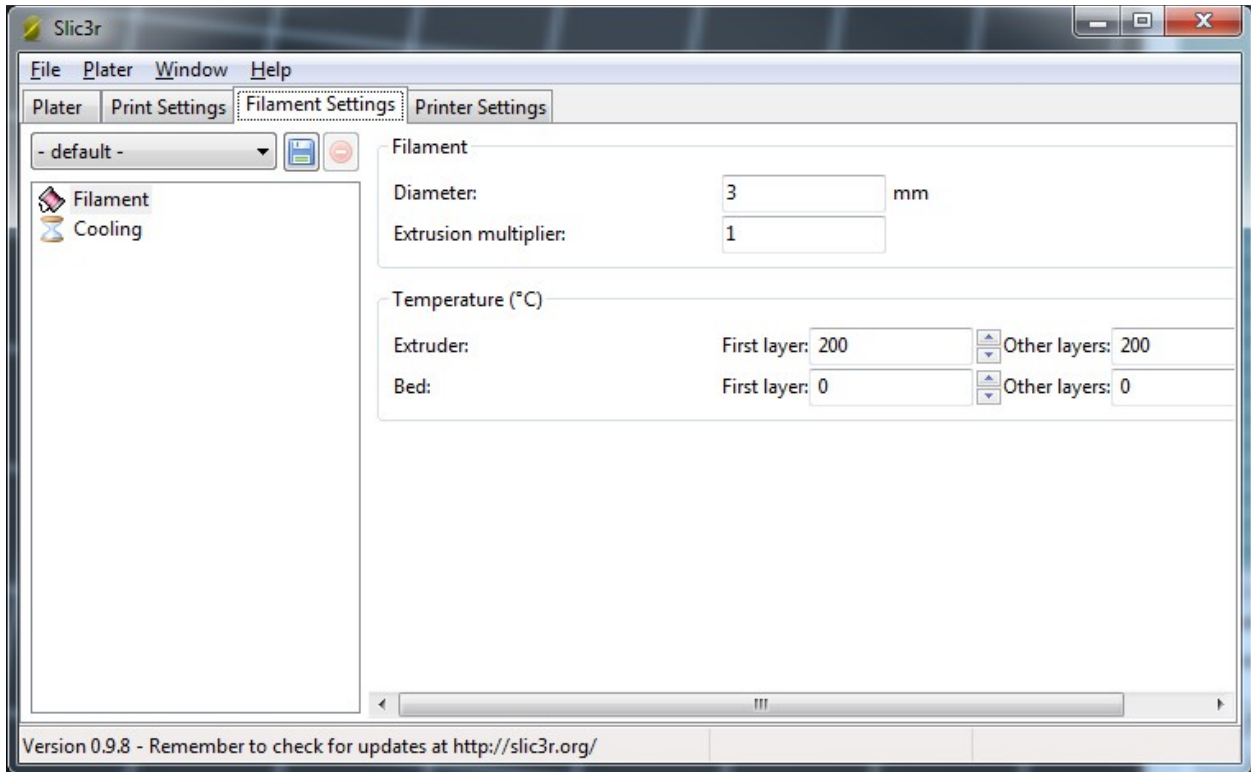 Slic3r
File Plater Window Help
Plater Print Settings Filament Settings Printer Settings
- default -
Filament
Cooling
Filament
Diameter: 3 mm
Extrusion multiplier: 1
Temperature (°C)
Extruder: First layer: 200 Other layers: 200
Bed: First layer: 0 Other layers: 0
Version 0.9.8 - Remember to check for updates at http://slic3r.org/